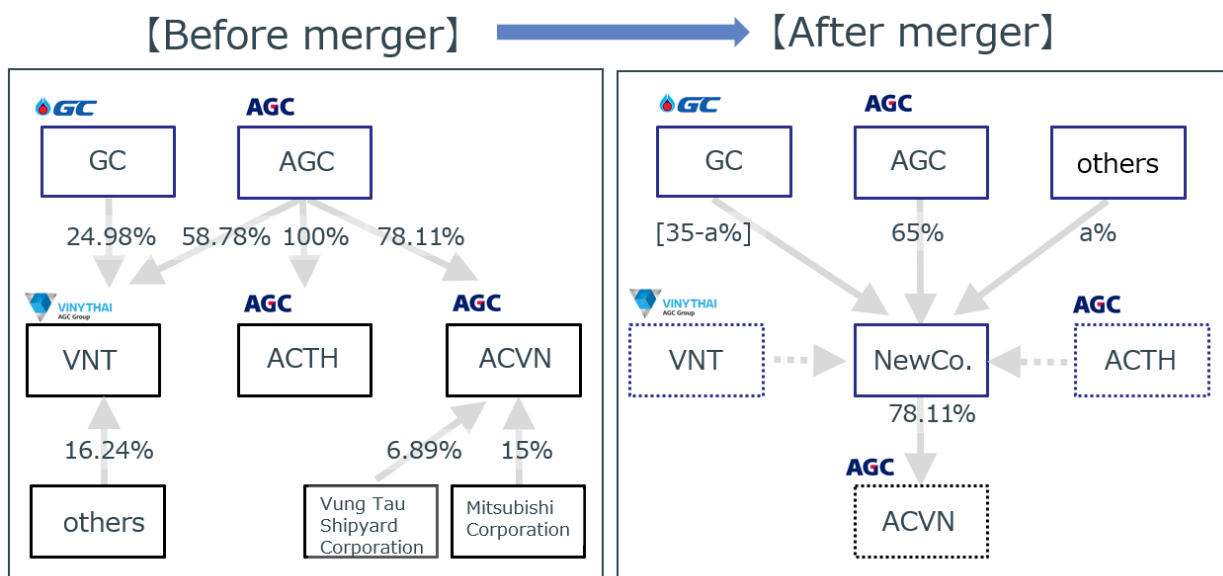 【Before merger】
【After merger】
GC
AGC
GC
AGC
24.98%
58.78%
100%
78.11%
VINYTHAI
AGC Group
AGC
AGC
VNT
ACTH
ACVN
16.24%
6.89%
15%
others
Vung Tau
Shipyard
Corporation
Mitsubishi
Corporation
GC
AGC
GC
AGC
others
[35-a%]
65%
a%
VINYTHAI
AGC Group
AGC
VNT
NewCo.
ACTH
78.11%
AGC
ACVN